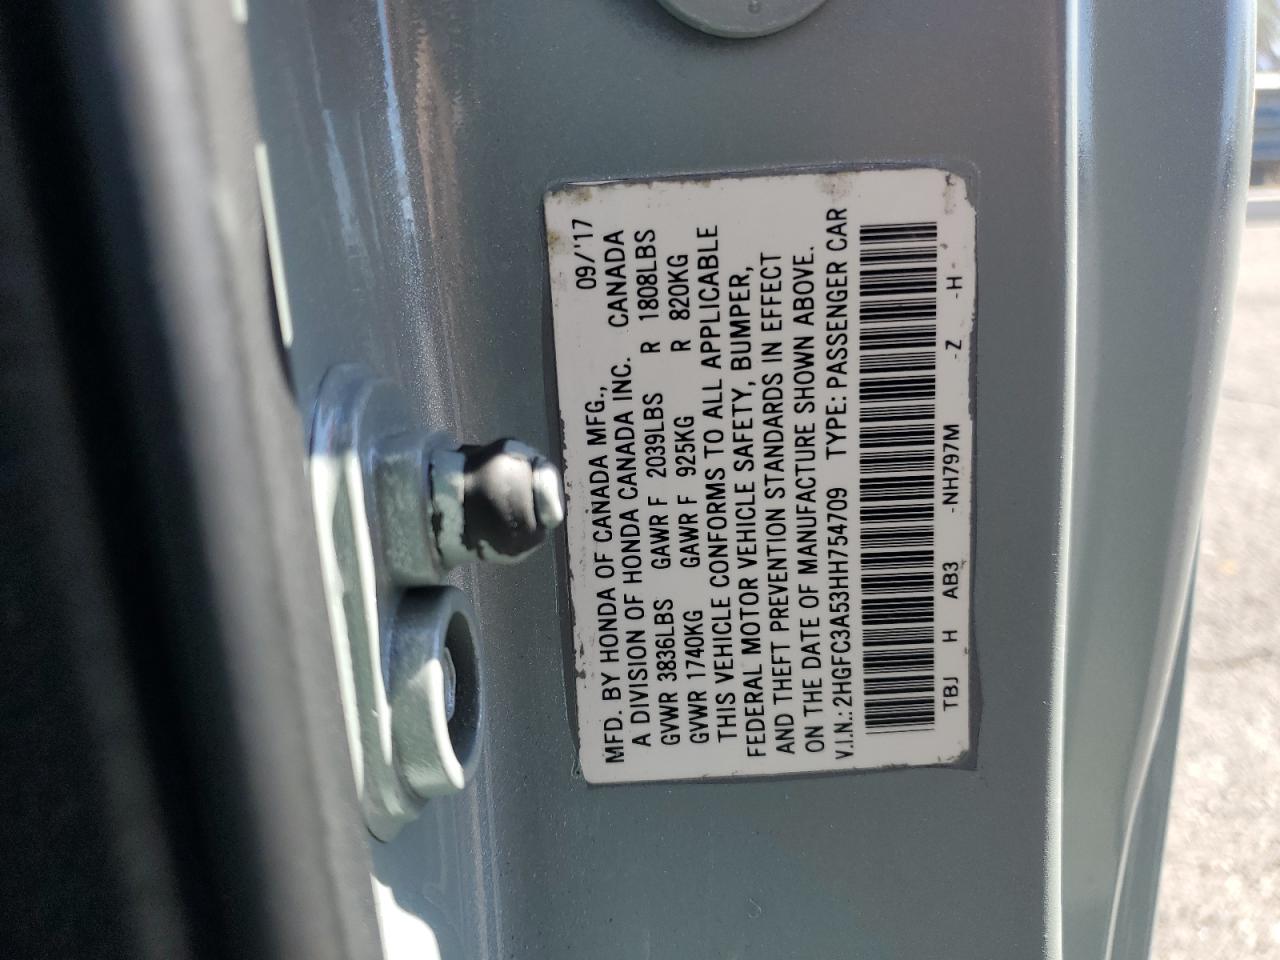 MFD. BY HONDA OF CANADA MFG., 09/'17
A DIVISION OF HONDA CANADA INC. CANADA
GVWR 3836LBS GAWR F 2039LBS R 1808LBS
GVWR 1740KG GAWR F 925KG R 820KG
THIS VEHICLE CONFORMS TO ALL APPLICABLE
FEDERAL MOTOR VEHICLE SAFETY, BUMPER,
AND THEFT PREVENTION STANDARDS IN EFFECT
ON THE DATE OF MANUFACTURE SHOWN ABOVE.
V.I.N.: 2HGFC3A53HH754709 TYPE: PASSENGER CAR
TBJ H AB3 -NH797M -Z -H-